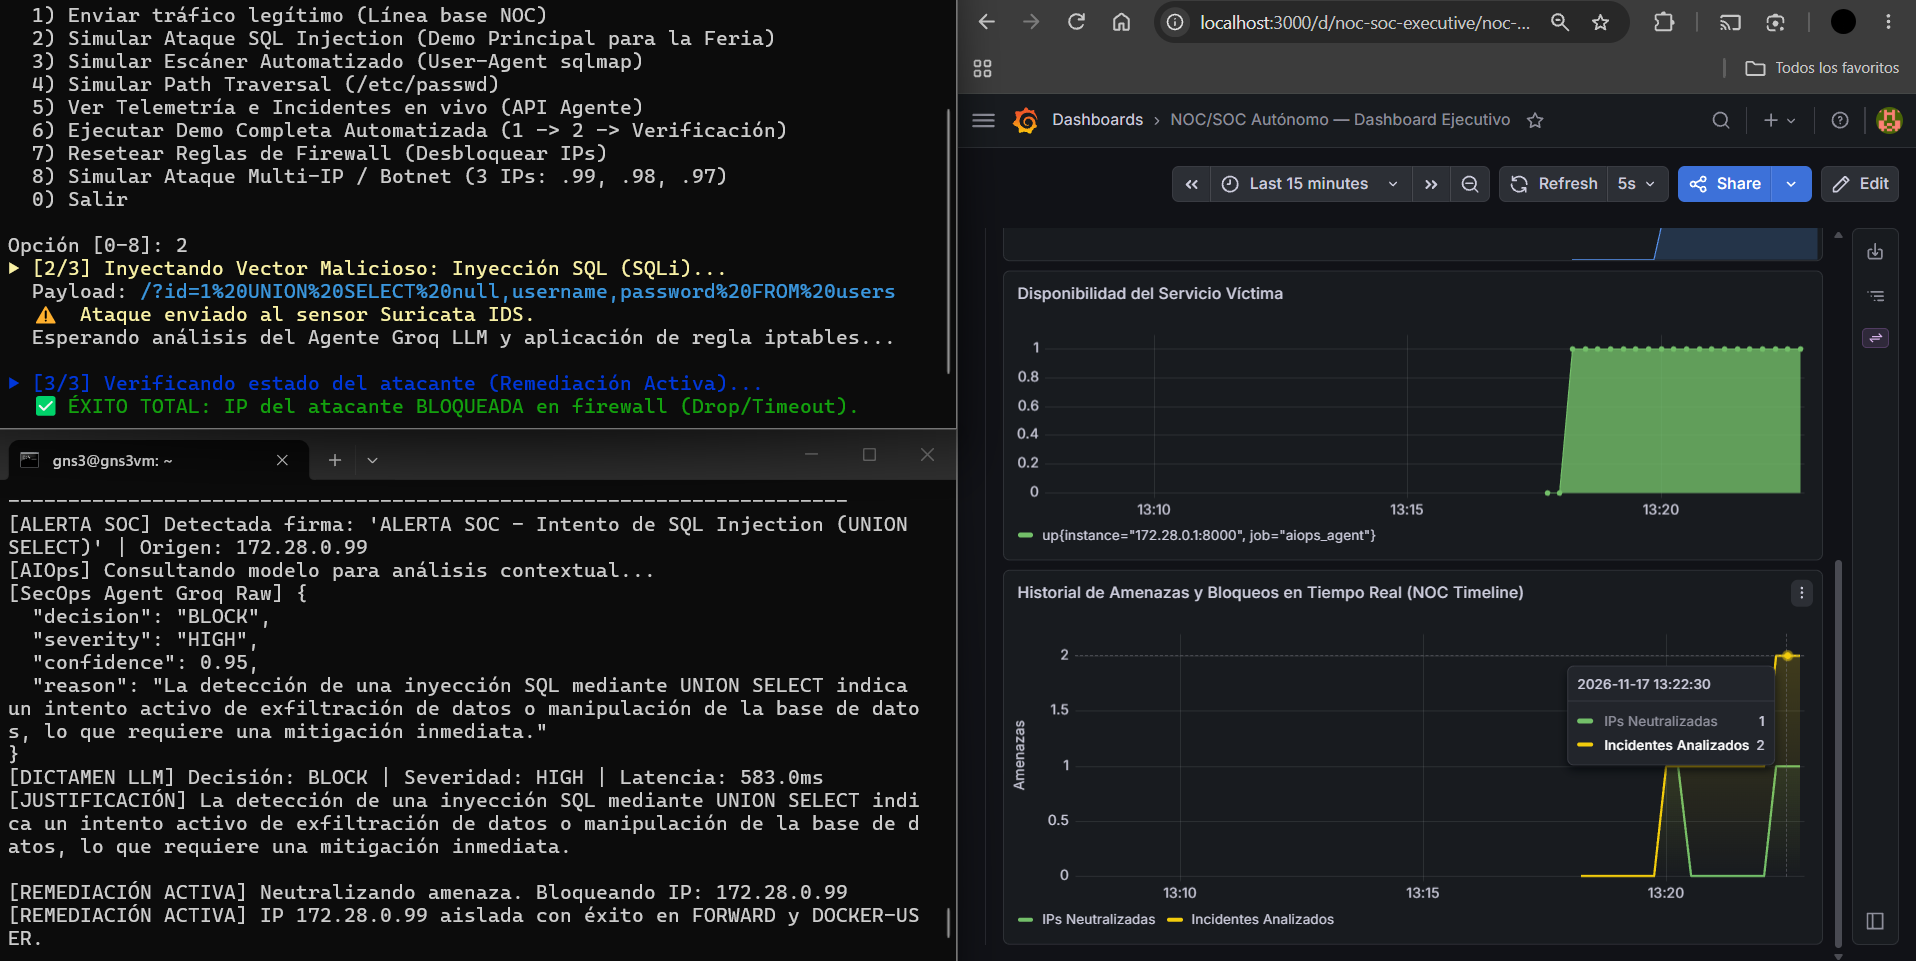 1) Enviar tráfico legítimo (Línea base NOC)
2) Simular Ataque SQL Injection (Demo Principal para la Feria)
3) Simular Escáner Automatizado (User-Agent sqlmap)
4) Simular Path Traversal (/etc/passwd)
5) Ver Telemetría e Incidentes en vivo (API Agente)
6) Ejecutar Demo Completa Automatizada (1 -> 2 -> Verificación)
7) Resetear Reglas de Firewall (Desbloquear IPs)
8) Simular Ataque Multi-IP / Botnet (3 IPs: .99, .98, .97)
0) Salir
Opción [0-8]: 2
▶ [2/3] Inyectando Vector Malicioso: Inyección SQL (SQLi)...
Payload: /?id=1%20UNION%20SELECT%20null,username,password%20FROM%20users
⚠ Ataque enviado al sensor Suricata IDS.
Esperando análisis del Agente Groq LLM y aplicación de regla iptables...
▶ [3/3] Verificando estado del atacante (Remediación Activa)...
✅ ÉXITO TOTAL: IP del atacante BLOQUEADA en firewall (Drop/Timeout).
gns3@gns3vm: ~
----------------------------------------------------------------------
[ALERTA SOC] Detectada firma: 'ALERTA SOC - Intento de SQL Injection (UNION
SELECT)' | Origen: 172.28.0.99
[AIOps] Consultando modelo para análisis contextual...
[SecOps Agent Groq Raw] {
"decision": "BLOCK",
"severity": "HIGH",
"confidence": 0.95,
"reason": "La detección de una inyección SQL mediante UNION SELECT indica
un intento activo de exfiltración de datos o manipulación de la base de dato
s, lo que requiere una mitigación inmediata."
}
[DICTAMEN LLM] Decisión: BLOCK | Severidad: HIGH | Latencia: 583.0ms
[JUSTIFICACIÓN] La detección de una inyección SQL mediante UNION SELECT indi
ca un intento activo de exfiltración de datos o manipulación de la base de d
atos, lo que requiere una mitigación inmediata.
[REMEDIACIÓN ACTIVA] Neutralizando amenaza. Bloqueando IP: 172.28.0.99
[REMEDIACIÓN ACTIVA] IP 172.28.0.99 aislada con éxito en FORWARD y DOCKER-US
ER.
localhost:3000/d/noc-soc-executive/noc-...
Todos los favoritos
Dashboards › NOC/SOC Autónomo — Dashboard Ejecutivo
Last 15 minutes
Refresh
5s
Share
Edit
Disponibilidad del Servicio Víctima
1
0.8
0.6
0.4
0.2
0
13:10 13:15 13:20
up{instance="172.28.0.1:8000", job="aiops_agent"}
Historial de Amenazas y Bloqueos en Tiempo Real (NOC Timeline)
Amenazas
2
1.5
1
0.5
0
2026-11-17 13:22:30
IPs Neutralizadas 1
Incidentes Analizados 2
13:10 13:15 13:20
IPs Neutralizadas Incidentes Analizados